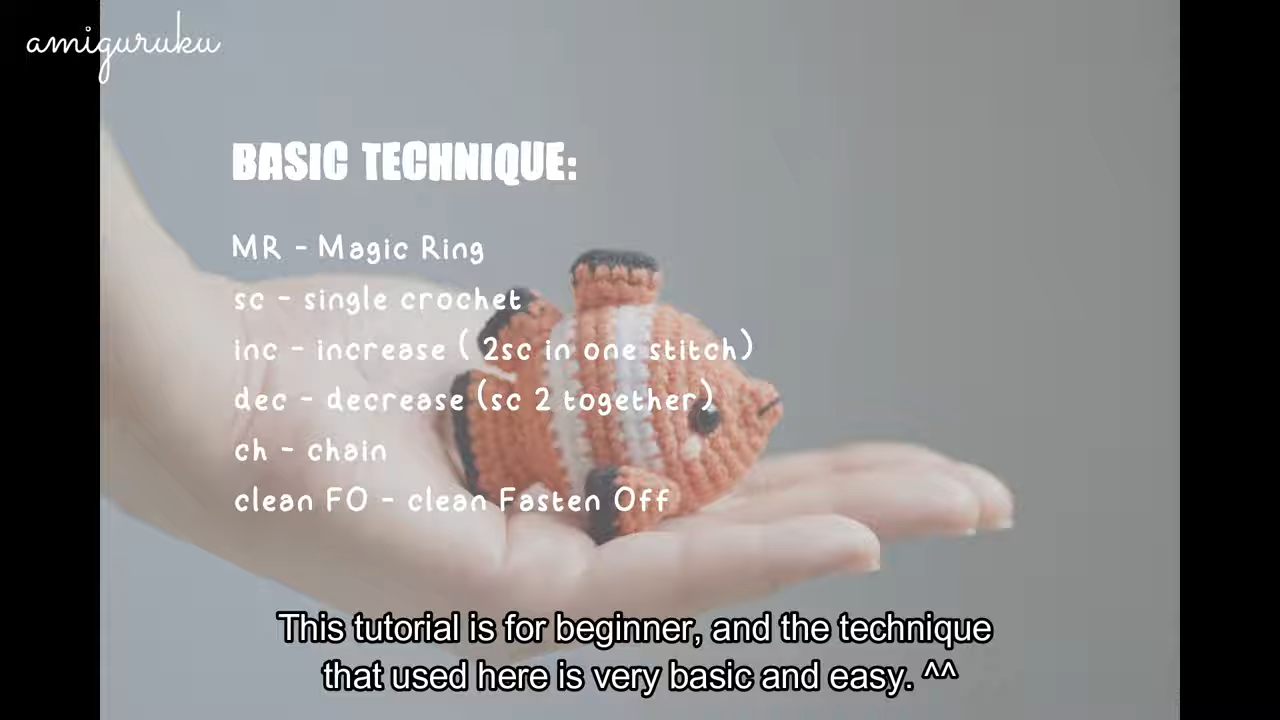 amiguruku
BASIC TECHNIQUE:
MR - Magic Ring
sc - single crochet
inc - increase ( 2sc in one stitch)
dec - decrease (sc 2 together)
ch - chain
clean FO - clean Fasten Off
This tutorial is for beginner, and the technique
that used here is very basic and easy. ^^